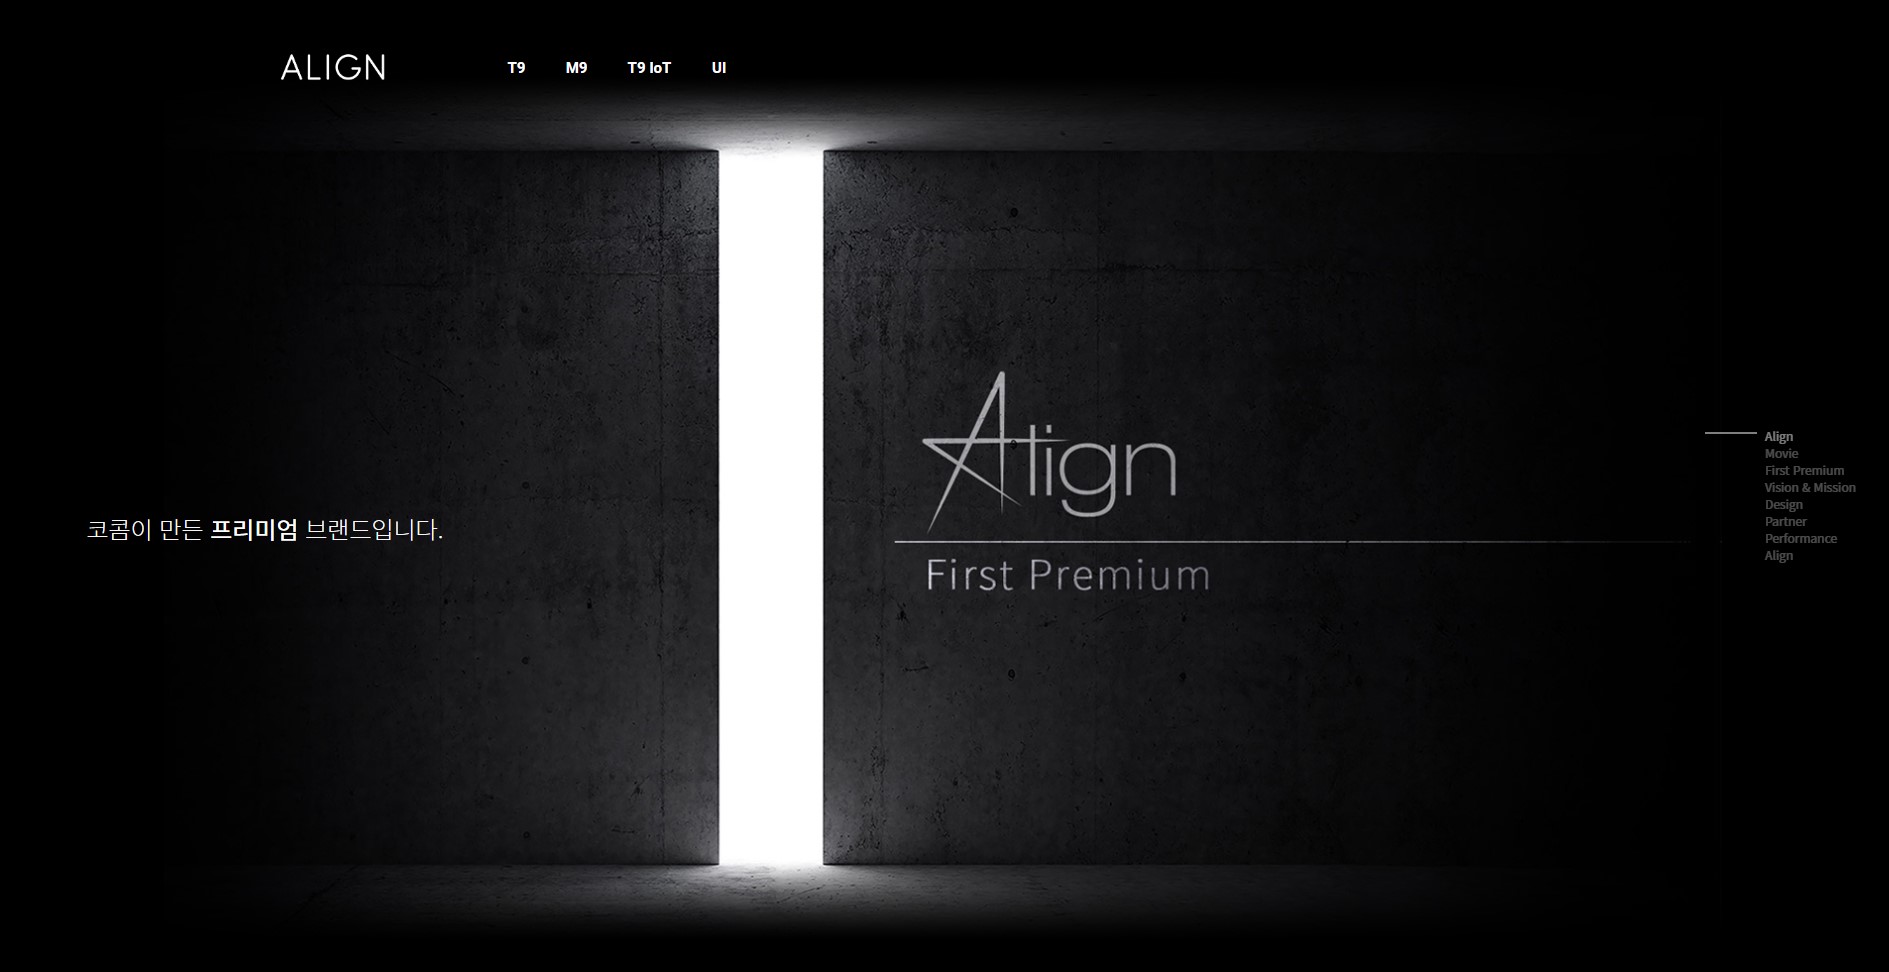 ALIGN
T9 M9 T9 IoT UI
Align
First Premium
코콤이 만든 프리미엄 브랜드입니다.
Align
Movie
First Premium
Vision & Mission
Design
Partner
Performance
Align